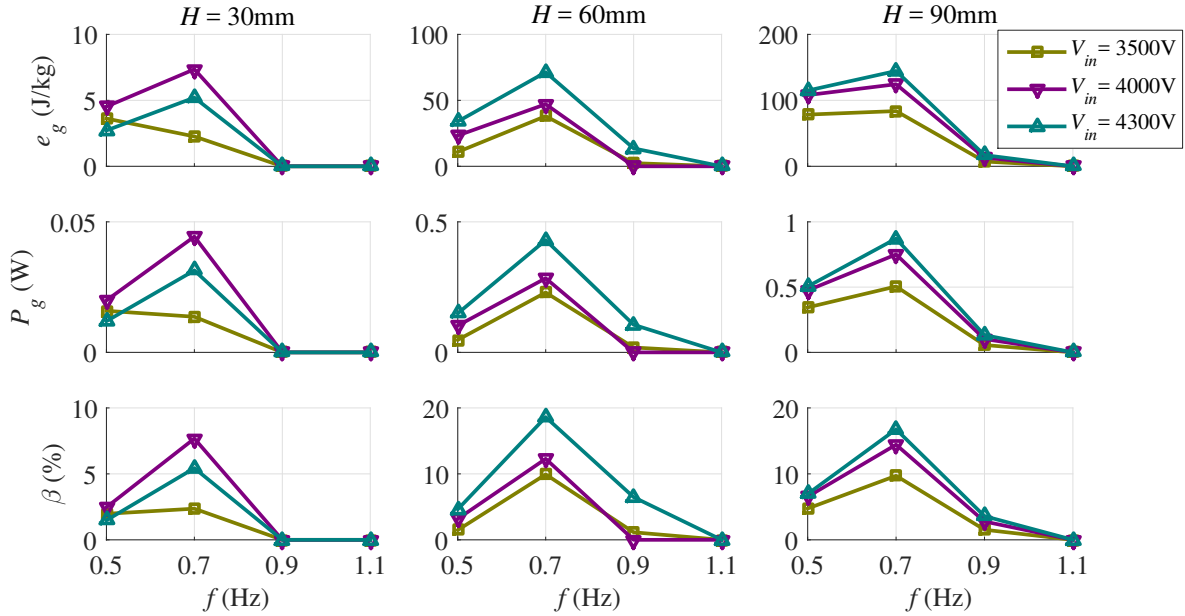 H = 30mm
H = 60mm
H = 90mm
e_g (J/kg)
10
5
0
100
50
0
200
100
0
V_in = 3500V
V_in = 4000V
V_in = 4300V
P_g (W)
0.05
0
0.5
0
1
0.5
0
β (%)
10
5
0
20
10
0
20
10
0
0.5 0.7 0.9 1.1
0.5 0.7 0.9 1.1
0.5 0.7 0.9 1.1
f (Hz)
f (Hz)
f (Hz)